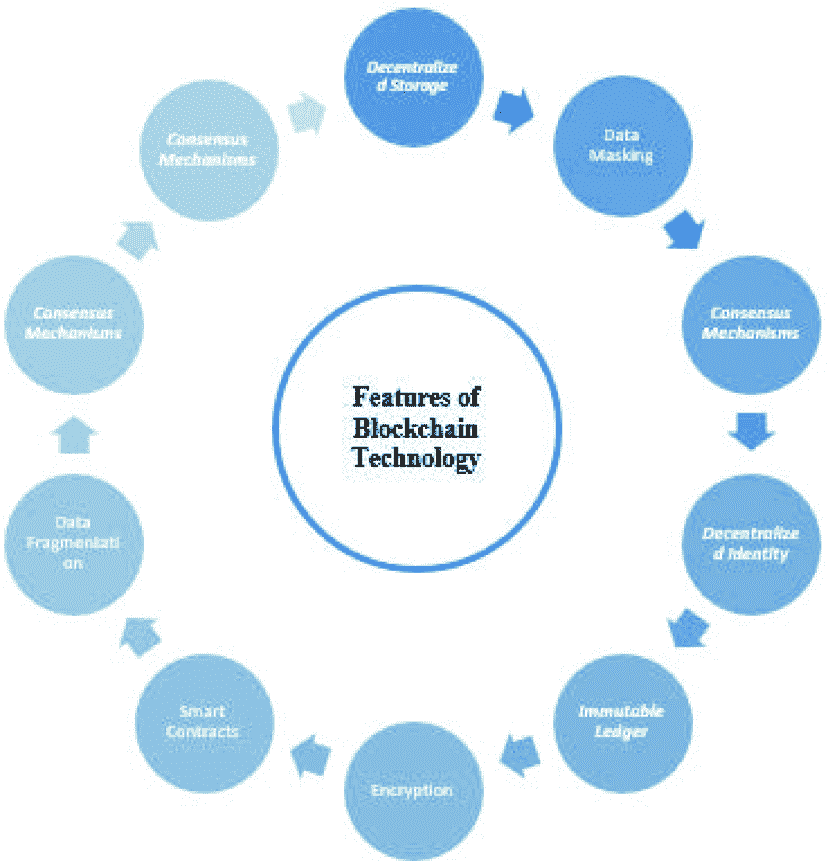 Decentralize
d Storage
Data
Masking
Consensus
Mechanisms
Decentralize
d Identity
Immutable
Ledger
Encryption
Smart
Contracts
Data
Fragmentati
on
Consensus
Mechanisms
Consensus
Mechanisms
Features of
Blockchain
Technology